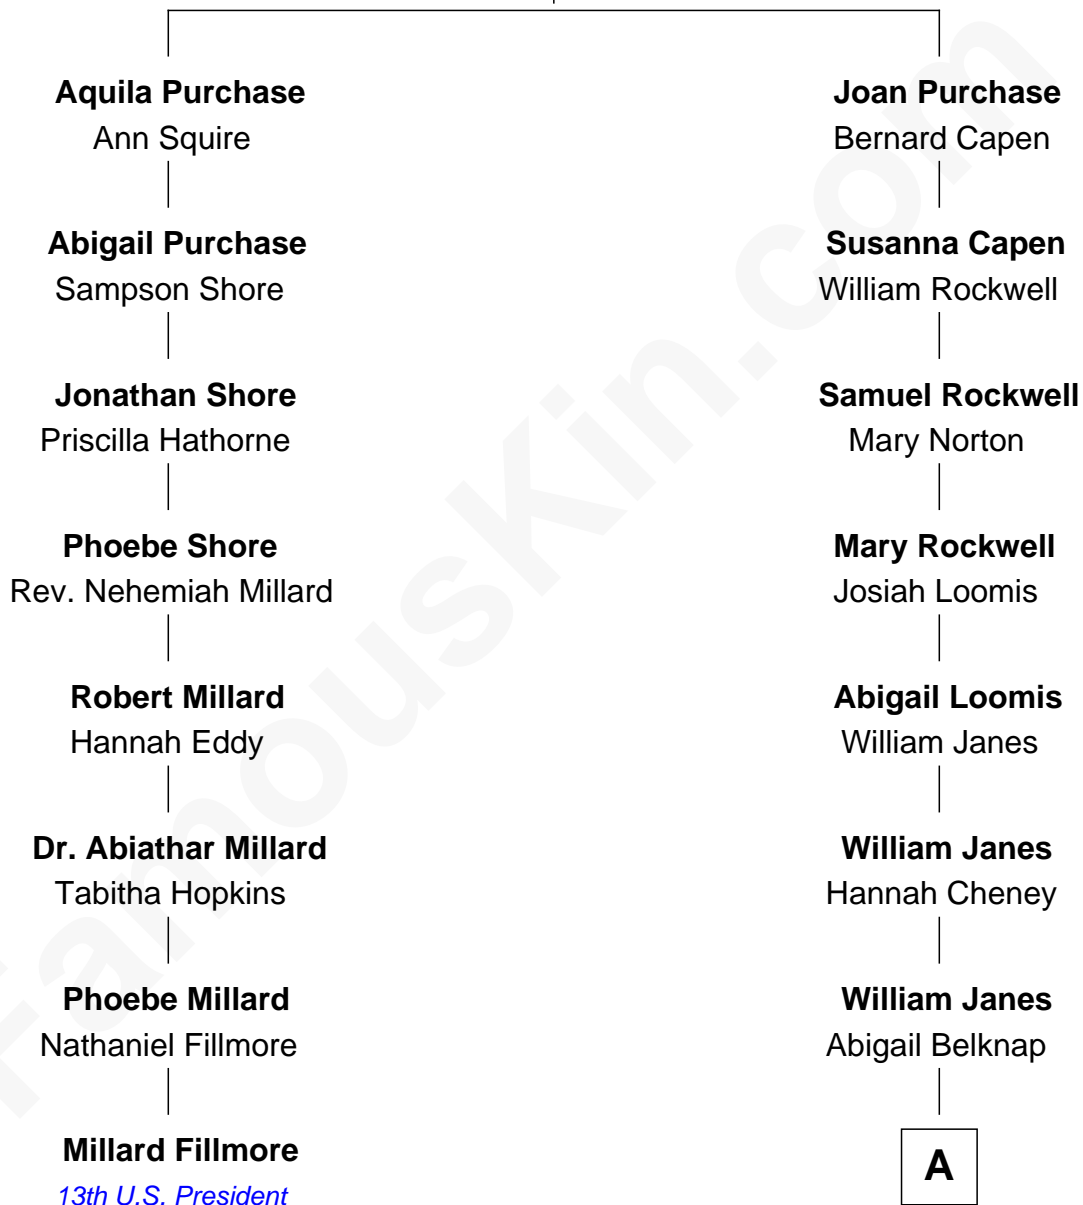 Aquila Purchase
Ann Squire
Abigail Purchase
Sampson Shore
Jonathan Shore
Priscilla Hathorne
Phoebe Shore
Rev. Nehemiah Millard
Robert Millard
Hannah Eddy
Dr. Abiathar Millard
Tabitha Hopkins
Phoebe Millard
Nathaniel Fillmore
Millard Fillmore
13th U.S. President
Joan Purchase
Bernard Capen
Susanna Capen
William Rockwell
Samuel Rockwell
Mary Norton
Mary Rockwell
Josiah Loomis
Abigail Loomis
William Janes
William Janes
Hannah Cheney
William Janes
Abigail Belknap
A
FamousKin.com